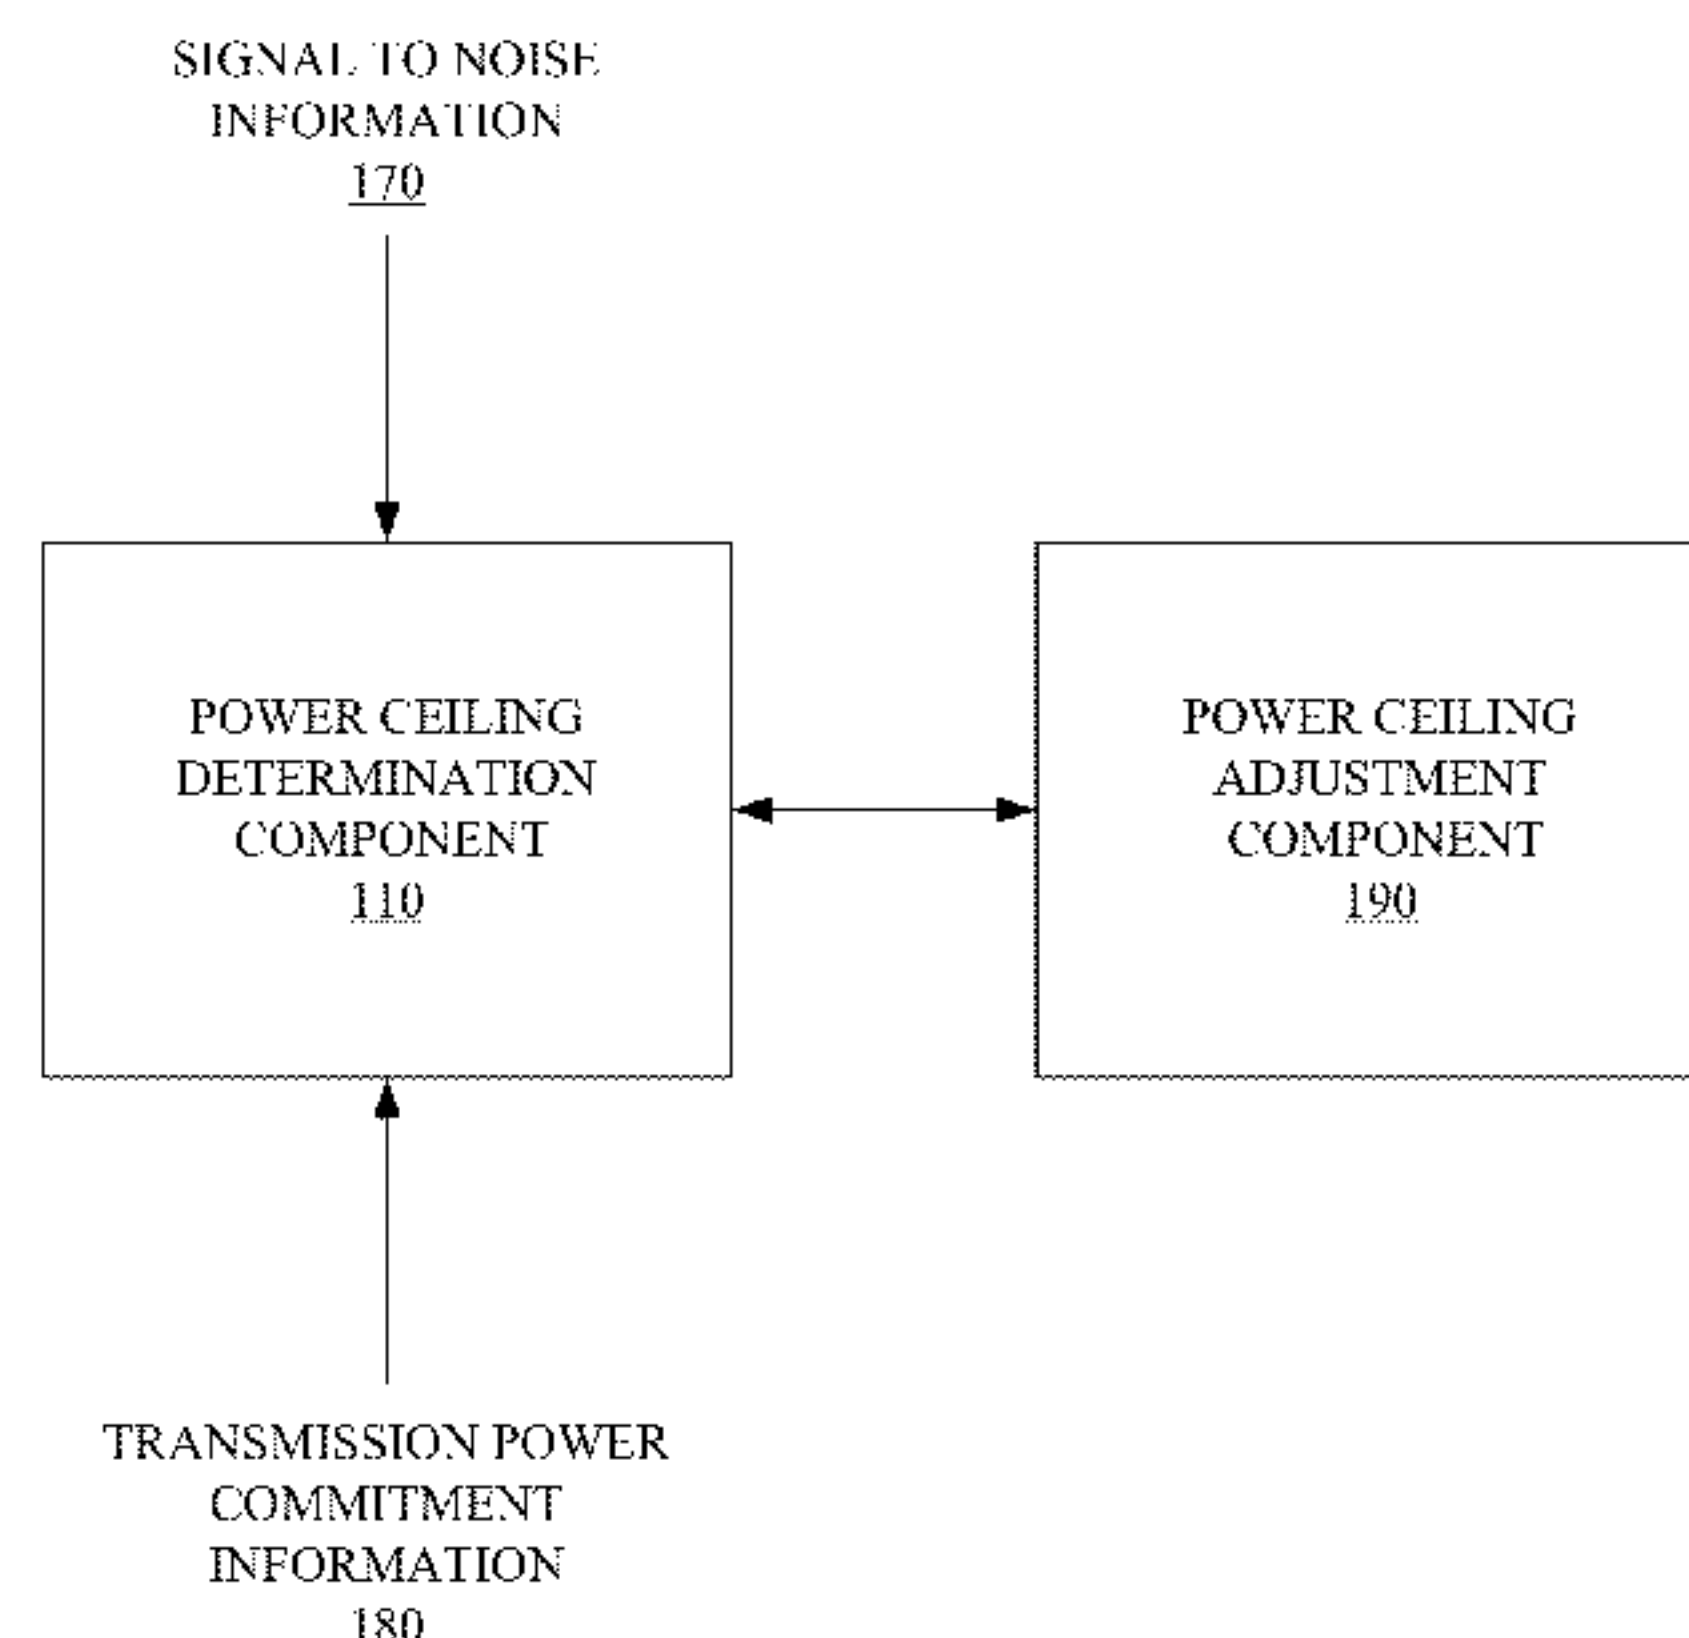 SIGNAL TO NOISE
INFORMATION
170
POWER CEILING
DETERMINATION
COMPONENT
110
POWER CEILING
ADJUSTMENT
COMPONENT
190
TRANSMISSION POWER
COMMITMENT
INFORMATION
180